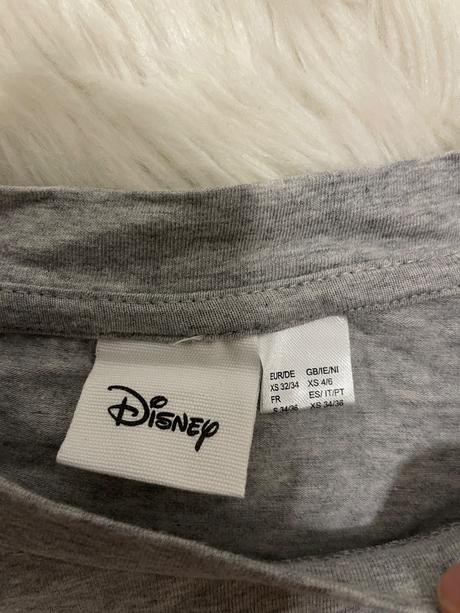 Disney
EUR/DE GB/IE/NI
XS 32/34 XS 4/6
FR ES/IT/PT
S 34/36 XS 34/36